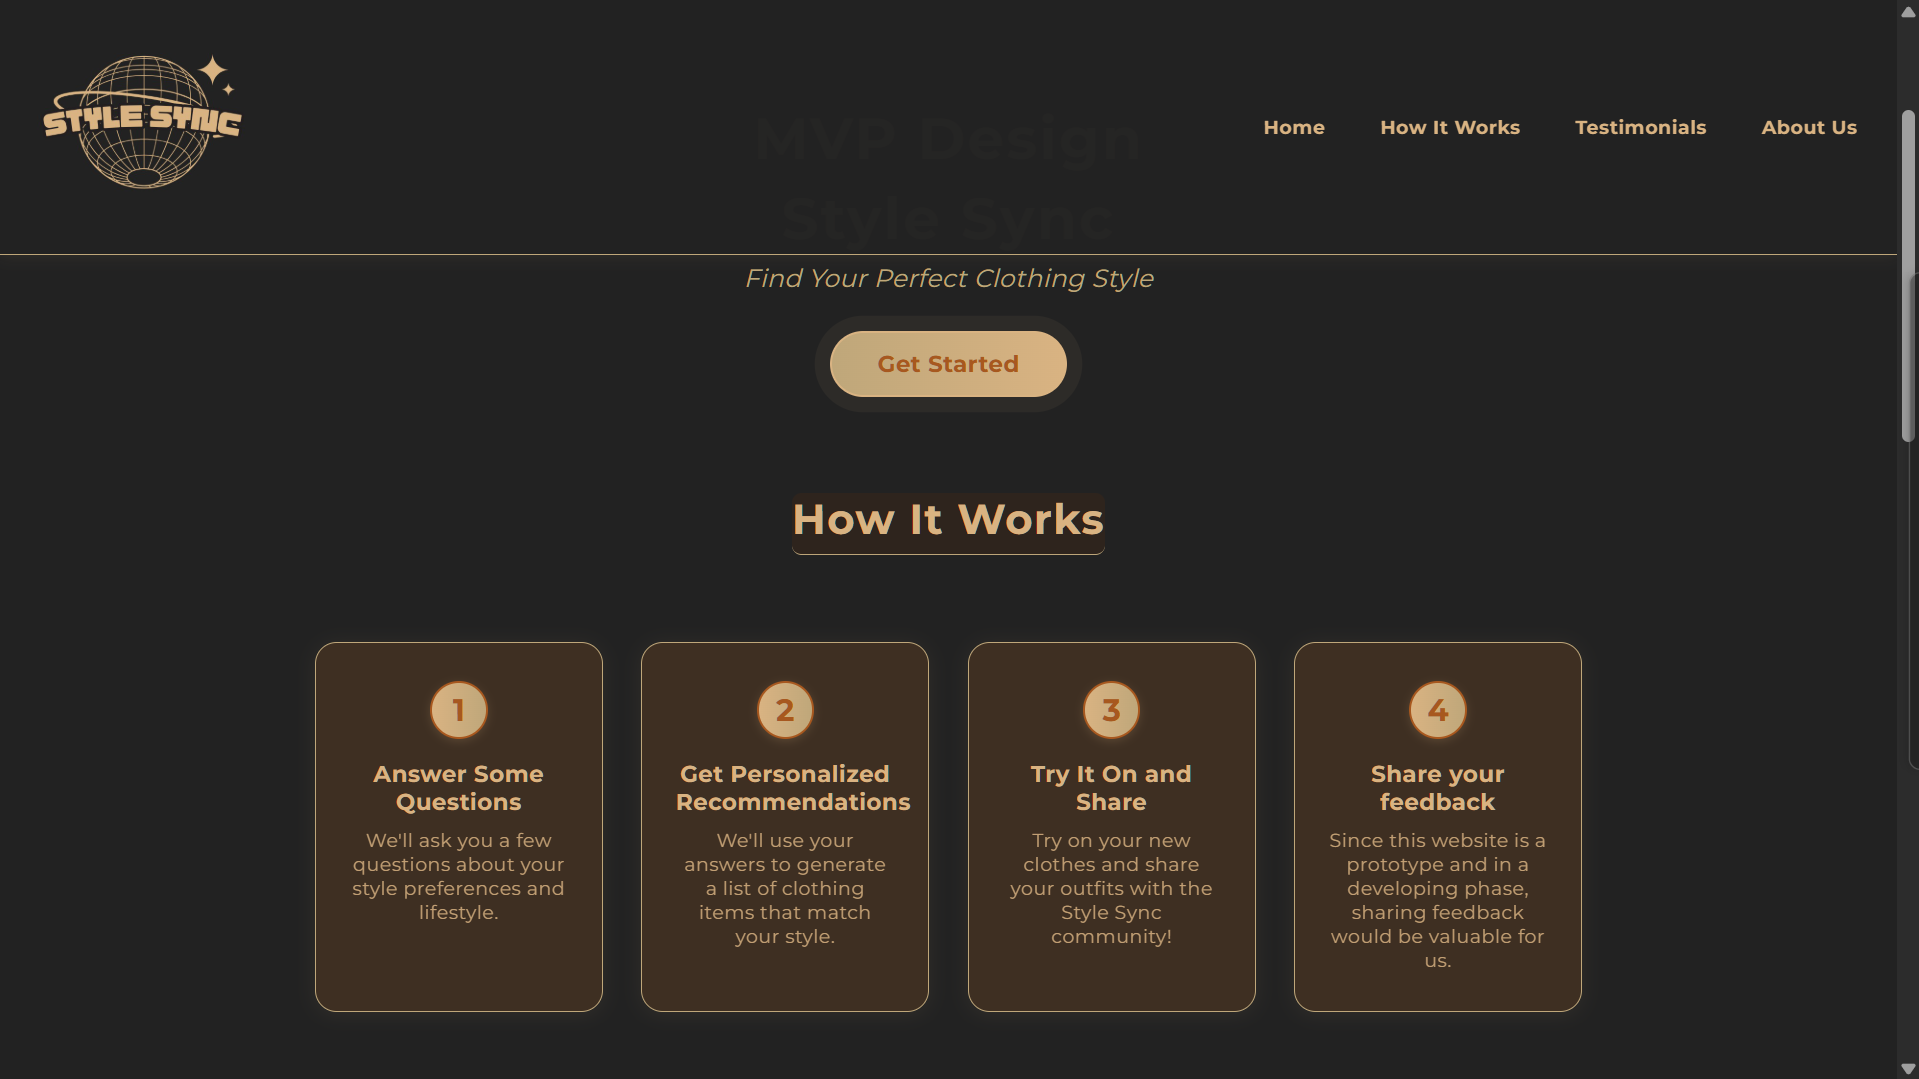 STYLE SYNC
Home
How It Works
Testimonials
About Us
MVP Design
Style Sync
Find Your Perfect Clothing Style
Get Started
How It Works
1
Answer Some
Questions
We'll ask you a few
questions about your
style preferences and
lifestyle.
2
Get Personalized
Recommendations
We'll use your
answers to generate
a list of clothing
items that match
your style.
3
Try It On and
Share
Try on your new
clothes and share
your outfits with the
Style Sync
community!
4
Share your
feedback
Since this website is a
prototype and in a
developing phase,
sharing feedback
would be valuable for
us.